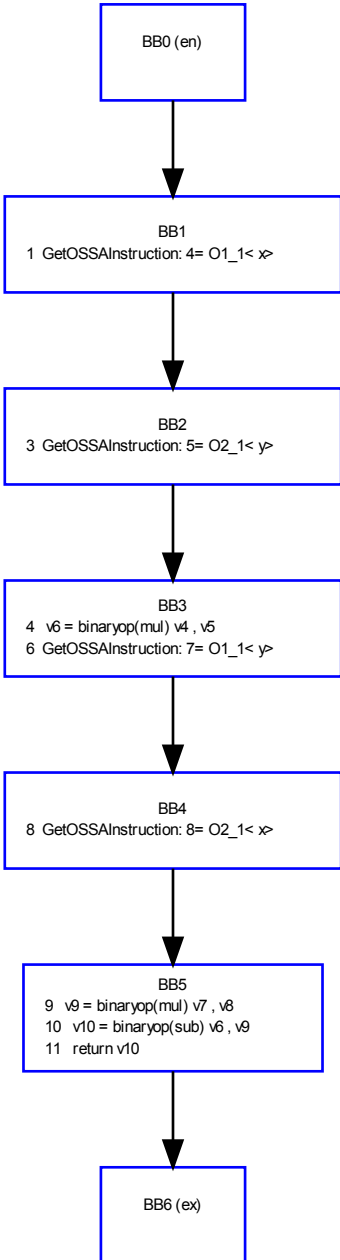 BB0 (en)
BB1
1 GetOSSAInstruction: 4= O1_1< x>
BB2
3 GetOSSAInstruction: 5= O2_1< y>
BB3
4 v6 = binaryop(mul) v4 , v5
6 GetOSSAInstruction: 7= O1_1< y>
BB4
8 GetOSSAInstruction: 8= O2_1< x>
BB5
9 v9 = binaryop(mul) v7 , v8
10 v10 = binaryop(sub) v6 , v9
11 return v10
BB6 (ex)